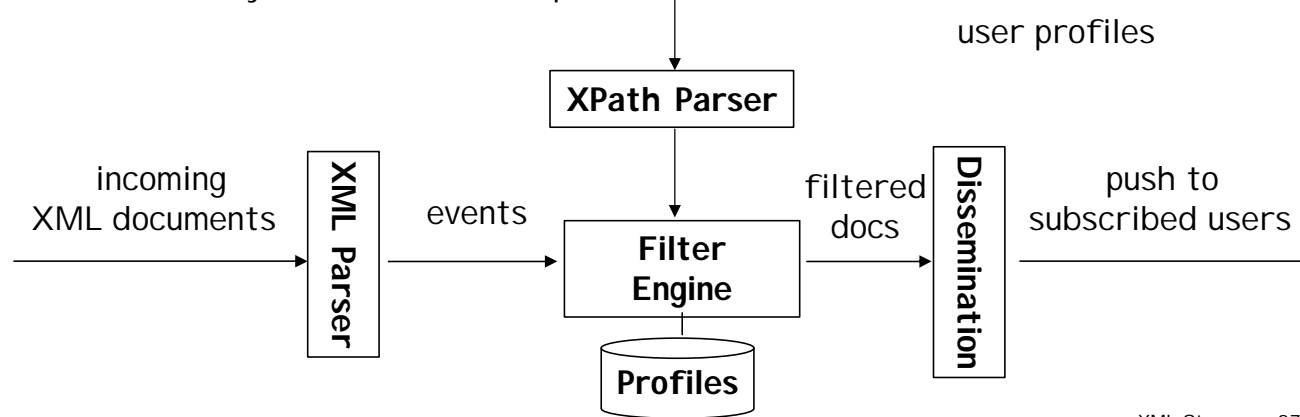 user profiles
XPath Parser
incoming
XML documents
XML Parser
events
Filter
Engine
filtered
docs
Dissemination
push to
subscribed users
Profiles